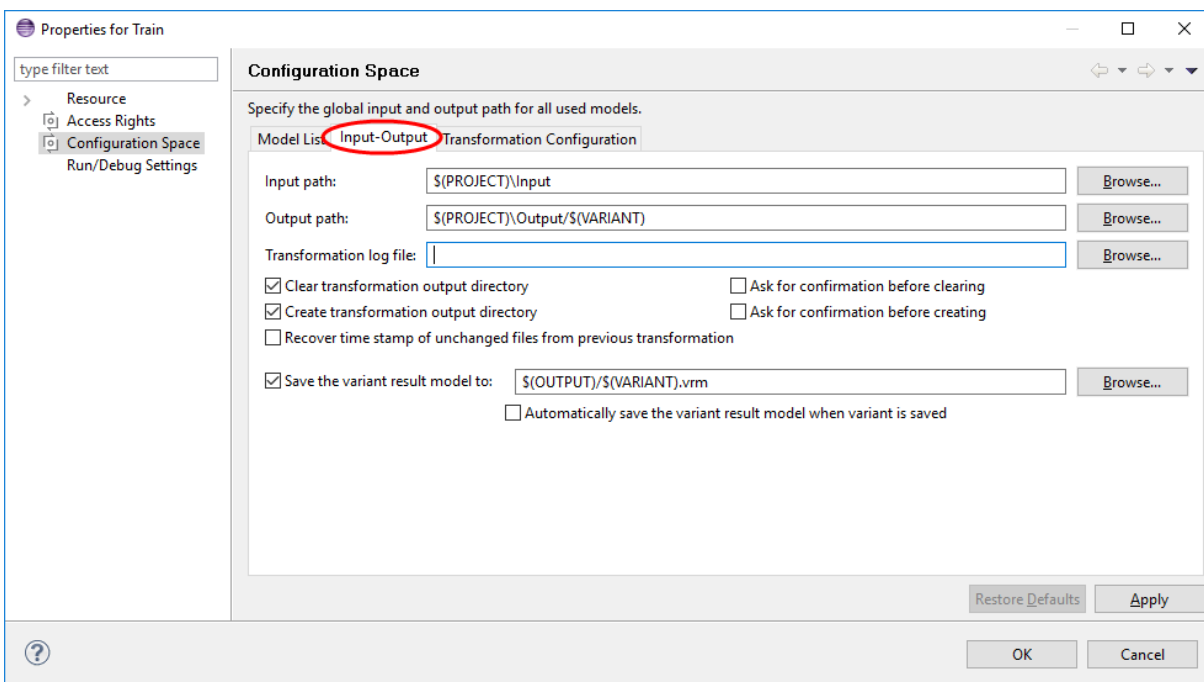 Properties for Train
type filter text
Resource
Access Rights
Configuration Space
Run/Debug Settings
Configuration Space
Specify the global input and output path for all used models.
Model List Input-Output Transformation Configuration
Input path: $(PROJECT)\Input Browse...
Output path: $(PROJECT)\Output/$(VARIANT) Browse...
Transformation log file: Browse...
Clear transformation output directory Ask for confirmation before clearing
Create transformation output directory Ask for confirmation before creating
Recover time stamp of unchanged files from previous transformation
Save the variant result model to: $(OUTPUT)/$(VARIANT).vrm Browse...
Automatically save the variant result model when variant is saved
Restore Defaults Apply
? OK Cancel